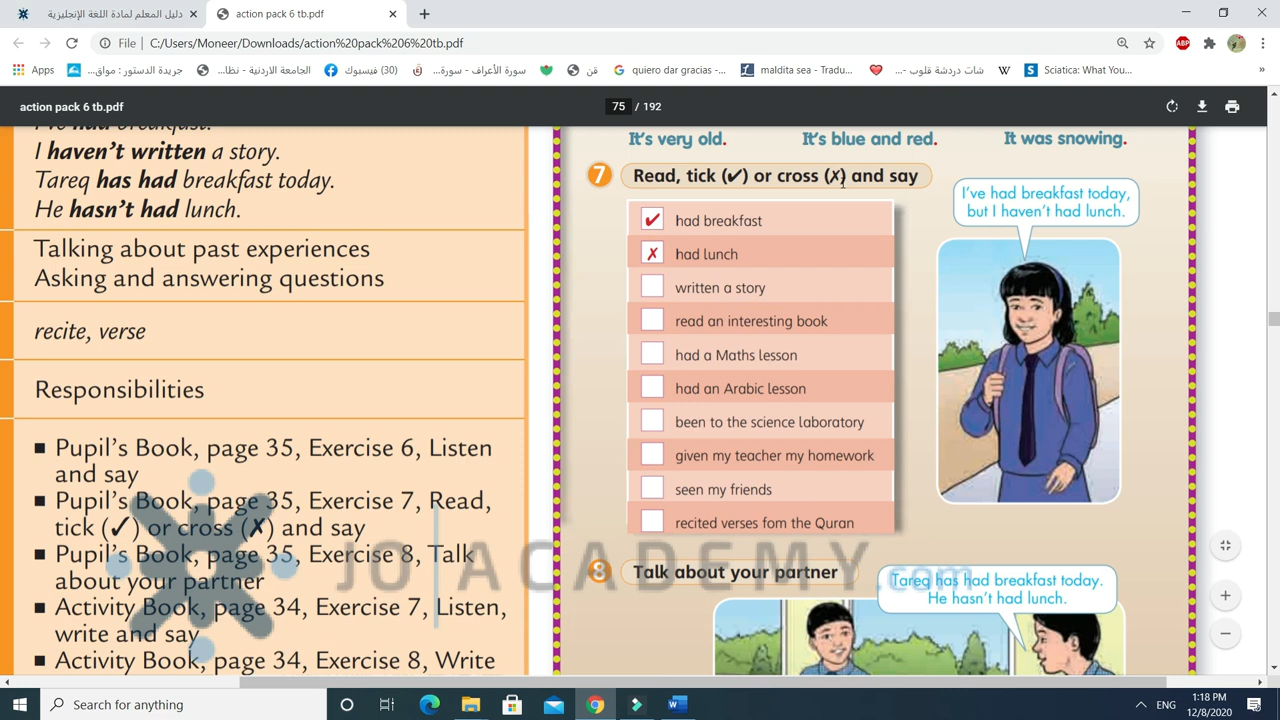 دليل المعلم لمادة اللغة الإنجليزية
action pack 6 tb.pdf
File
C:/Users/Moneer/Downloads/action%20pack%206%20tb.pdf
ABP
Apps
جريدة الدستور : مواق...
الجامعة الاردنية - نظا...
(30) فيسبوك
سورة الأعراف - سورة...
قن
quiero dar gracias -...
maldita sea - Tradu...
شات دردشة قلوب -...
Sciatica: What You...
action pack 6 tb.pdf
75 / 192
I've had breakfast.
I haven't written a story.
Tareq has had breakfast today.
He hasn't had lunch.
Talking about past experiences
Asking and answering questions
recite, verse
Responsibilities
■ Pupil's Book, page 35, Exercise 6, Listen
and say
■ Pupil's Book, page 35, Exercise 7, Read,
tick (✓) or cross (✗) and say
■ Pupil's Book, page 35, Exercise 8, Talk
about your partner
■ Activity Book, page 34, Exercise 7, Listen,
write and say
■ Activity Book, page 34, Exercise 8, Write
It's very old.
It's blue and red.
It was snowing.
7 Read, tick (✓) or cross (✗) and say
✓ had breakfast
✗ had lunch
written a story
read an interesting book
had a Maths lesson
had an Arabic lesson
been to the science laboratory
given my teacher my homework
seen my friends
recited verses fom the Quran
I've had breakfast today,
but I haven't had lunch.
8 Talk about your partner
Tareq has had breakfast today.
He hasn't had lunch.
JO ACADEMY.com
Search for anything
ENG
1:18 PM
12/8/2020